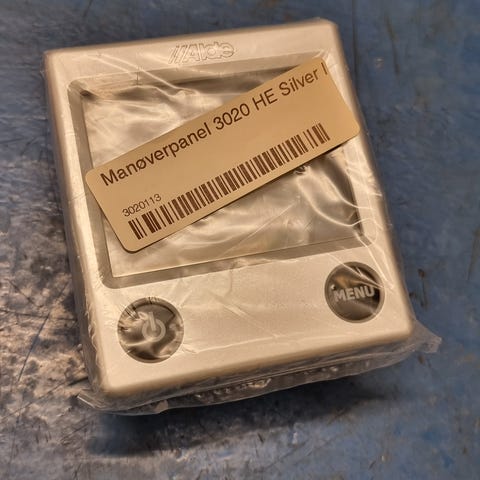 Alde
Manøverpanel 3020 HE Silver I
3020113
MENU